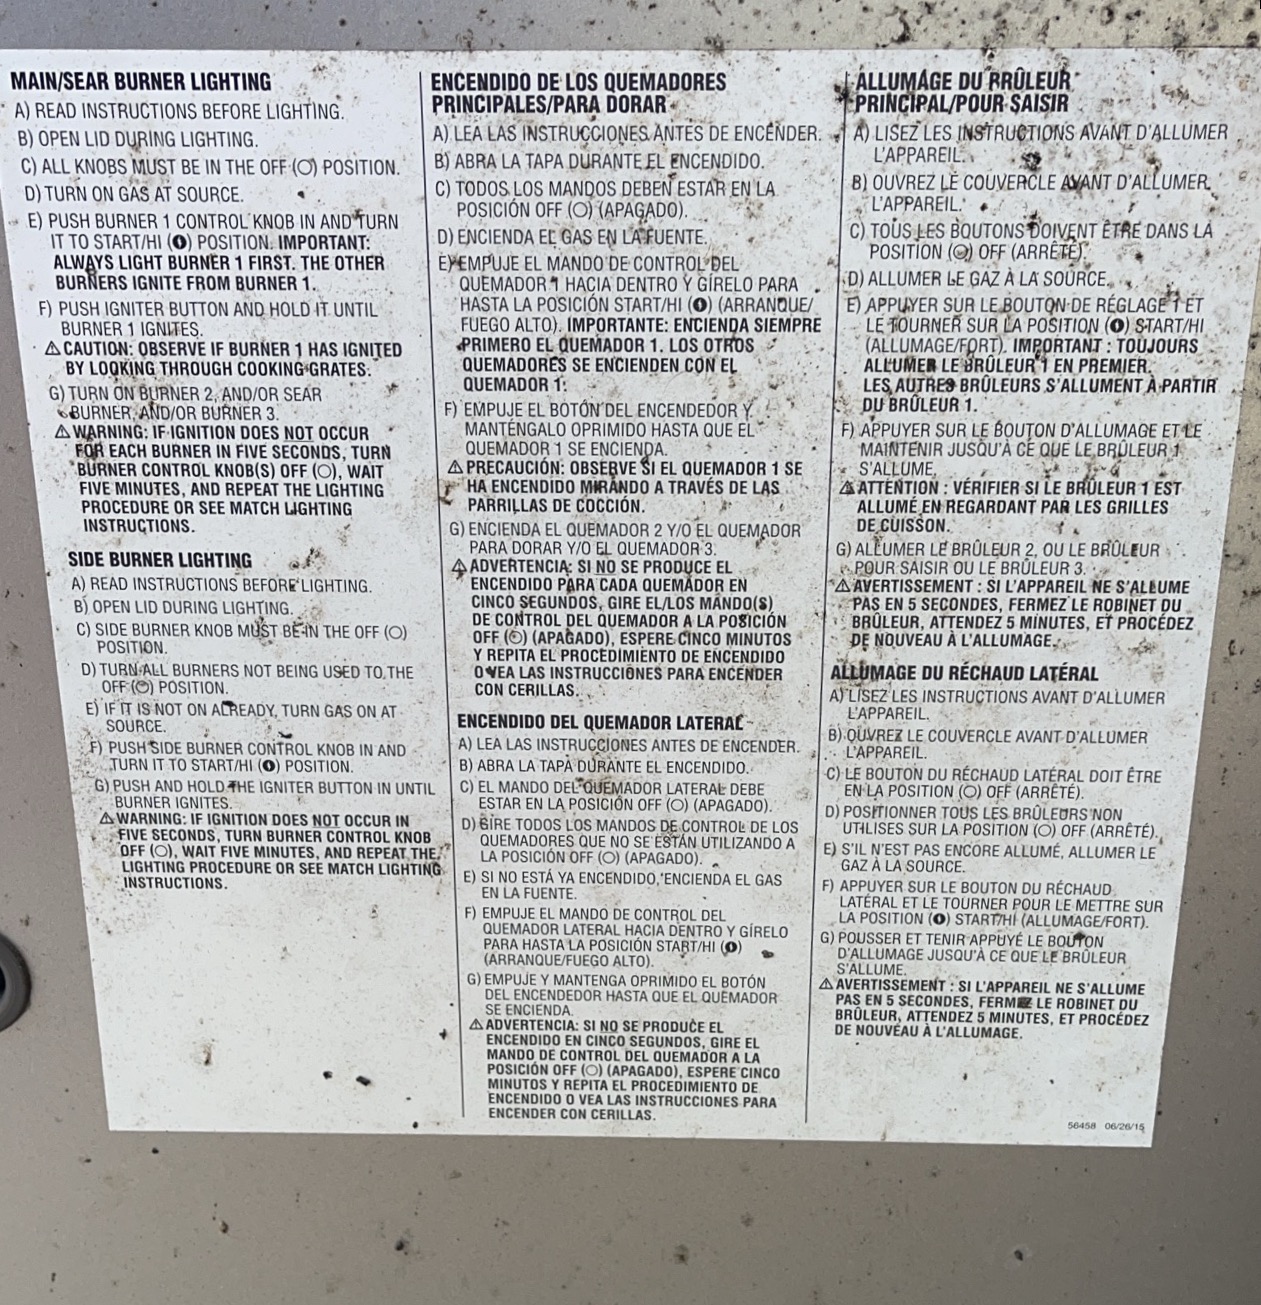 MAIN/SEAR BURNER LIGHTING
A) READ INSTRUCTIONS BEFORE LIGHTING.
B) OPEN LID DURING LIGHTING.
C) ALL KNOBS MUST BE IN THE OFF (O) POSITION.
D) TURN ON GAS AT SOURCE.
E) PUSH BURNER 1 CONTROL KNOB IN AND TURN
IT TO START/HI () POSITION. IMPORTANT:
ALWAYS LIGHT BURNER 1 FIRST. THE OTHER
BURNERS IGNITE FROM BURNER 1.
F) PUSH IGNITER BUTTON AND HOLD IT UNTIL
BURNER 1 IGNITES.
⚠ CAUTION: OBSERVE IF BURNER 1 HAS IGNITED
BY LOOKING THROUGH COOKING GRATES.
G) TURN ON BURNER 2, AND/OR SEAR
BURNER, AND/OR BURNER 3.
⚠ WARNING: IF IGNITION DOES NOT OCCUR
FOR EACH BURNER IN FIVE SECONDS, TURN
BURNER CONTROL KNOB(S) OFF (O), WAIT
FIVE MINUTES, AND REPEAT THE LIGHTING
PROCEDURE OR SEE MATCH LIGHTING
INSTRUCTIONS.
SIDE BURNER LIGHTING
A) READ INSTRUCTIONS BEFORE LIGHTING.
B) OPEN LID DURING LIGHTING.
C) SIDE BURNER KNOB MUST BE IN THE OFF (O)
POSITION.
D) TURN ALL BURNERS NOT BEING USED TO THE
OFF (O) POSITION.
E) IF IT IS NOT ON ALREADY, TURN GAS ON AT
SOURCE.
F) PUSH SIDE BURNER CONTROL KNOB IN AND
TURN IT TO START/HI () POSITION.
G) PUSH AND HOLD THE IGNITER BUTTON IN UNTIL
BURNER IGNITES.
⚠ WARNING: IF IGNITION DOES NOT OCCUR IN
FIVE SECONDS, TURN BURNER CONTROL KNOB
OFF (O), WAIT FIVE MINUTES, AND REPEAT THE
LIGHTING PROCEDURE OR SEE MATCH LIGHTING
INSTRUCTIONS.
ENCENDIDO DE LOS QUEMADORES
PRINCIPALES/PARA DORAR
A) LEA LAS INSTRUCCIONES ANTES DE ENCENDER.
B) ABRA LA TAPA DURANTE EL ENCENDIDO.
C) TODOS LOS MANDOS DEBEN ESTAR EN LA
POSICIÓN OFF (O) (APAGADO).
D) ENCIENDA EL GAS EN LA FUENTE.
E) EMPUJE EL MANDO DE CONTROL DEL
QUEMADOR 1 HACIA DENTRO Y GÍRELO PARA
HASTA LA POSICIÓN START/HI () (ARRANQUE/
FUEGO ALTO). IMPORTANTE: ENCIENDA SIEMPRE
PRIMERO EL QUEMADOR 1. LOS OTROS
QUEMADORES SE ENCIENDEN CON EL
QUEMADOR 1.
F) EMPUJE EL BOTÓN DEL ENCENDEDOR Y
MANTÉNGALO OPRIMIDO HASTA QUE EL
QUEMADOR 1 SE ENCIENDA.
⚠ PRECAUCIÓN: OBSERVE SI EL QUEMADOR 1 SE
HA ENCENDIDO MIRANDO A TRAVÉS DE LAS
PARRILLAS DE COCCIÓN.
G) ENCIENDA EL QUEMADOR 2 Y/O EL QUEMADOR
PARA DORAR Y/O EL QUEMADOR 3.
⚠ ADVERTENCIA: SI NO SE PRODUCE EL
ENCENDIDO PARA CADA QUEMADOR EN
CINCO SEGUNDOS, GIRE EL/LOS MANDO(S)
DE CONTROL DEL QUEMADOR A LA POSICIÓN
OFF (O) (APAGADO), ESPERE CINCO MINUTOS
Y REPITA EL PROCEDIMIENTO DE ENCENDIDO
O VEA LAS INSTRUCCIONES PARA ENCENDER
CON CERILLAS.
ENCENDIDO DEL QUEMADOR LATERAL
A) LEA LAS INSTRUCCIONES ANTES DE ENCENDER.
B) ABRA LA TAPA DURANTE EL ENCENDIDO.
C) EL MANDO DEL QUEMADOR LATERAL DEBE
ESTAR EN LA POSICIÓN OFF (O) (APAGADO).
D) GIRE TODOS LOS MANDOS DE CONTROL DE LOS
QUEMADORES QUE NO SE ESTÁN UTILIZANDO A
LA POSICIÓN OFF (O) (APAGADO).
E) SI NO ESTÁ YA ENCENDIDO, ENCIENDA EL GAS
EN LA FUENTE.
F) EMPUJE EL MANDO DE CONTROL DEL
QUEMADOR LATERAL HACIA DENTRO Y GÍRELO
PARA HASTA LA POSICIÓN START/HI ()
(ARRANQUE/FUEGO ALTO).
G) EMPUJE Y MANTENGA OPRIMIDO EL BOTÓN
DEL ENCENDEDOR HASTA QUE EL QUEMADOR
SE ENCIENDA.
⚠ ADVERTENCIA: SI NO SE PRODUCE EL
ENCENDIDO EN CINCO SEGUNDOS, GIRE EL
MANDO DE CONTROL DEL QUEMADOR A LA
POSICIÓN OFF (O) (APAGADO), ESPERE CINCO
MINUTOS Y REPITA EL PROCEDIMIENTO DE
ENCENDIDO O VEA LAS INSTRUCCIONES PARA
ENCENDER CON CERILLAS.
ALLUMAGE DU RRÛLEUR
PRINCIPAL/POUR SAISIR
A) LISEZ LES INSTRUCTIONS AVANT D'ALLUMER
L'APPAREIL.
B) OUVREZ LE COUVERCLE AVANT D'ALLUMER
L'APPAREIL.
C) TOUS LES BOUTONS DOIVENT ÊTRE DANS LA
POSITION (O) OFF (ARRÊTÉ).
D) ALLUMER LE GAZ À LA SOURCE.
E) APPUYER SUR LE BOUTON DE RÉGLAGE 1 ET
LE TOURNER SUR LA POSITION () START/HI
(ALLUMAGE/FORT). IMPORTANT : TOUJOURS
ALLUMER LE BRÛLEUR 1 EN PREMIER.
LES AUTRES BRÛLEURS S'ALLUMENT À PARTIR
DU BRÛLEUR 1.
F) APPUYER SUR LE BOUTON D'ALLUMAGE ET LE
MAINTENIR JUSQU'À CE QUE LE BRÛLEUR 1
S'ALLUME.
⚠ ATTENTION : VÉRIFIER SI LE BRÛLEUR 1 EST
ALLUMÉ EN REGARDANT PAR LES GRILLES
DE CUISSON.
G) ALLUMER LE BRÛLEUR 2, OU LE BRÛLEUR
POUR SAISIR OU LE BRÛLEUR 3.
⚠ AVERTISSEMENT : SI L'APPAREIL NE S'ALLUME
PAS EN 5 SECONDES, FERMEZ LE ROBINET DU
BRÛLEUR, ATTENDEZ 5 MINUTES, ET PROCÉDEZ
DE NOUVEAU À L'ALLUMAGE.
ALLUMAGE DU RÉCHAUD LATÉRAL
A) LISEZ LES INSTRUCTIONS AVANT D'ALLUMER
L'APPAREIL.
B) OUVREZ LE COUVERCLE AVANT D'ALLUMER
L'APPAREIL.
C) LE BOUTON DU RÉCHAUD LATÉRAL DOIT ÊTRE
EN LA POSITION (O) OFF (ARRÊTÉ).
D) POSITIONNER TOUS LES BRÛLEURS NON
UTILISES SUR LA POSITION (O) OFF (ARRÊTÉ).
E) S'IL N'EST PAS ENCORE ALLUMÉ, ALLUMER LE
GAZ À LA SOURCE.
F) APPUYER SUR LE BOUTON DU RÉCHAUD
LATÉRAL ET LE TOURNER POUR LE METTRE SUR
LA POSITION () START/HI (ALLUMAGE/FORT).
G) POUSSER ET TENIR APPUYÉ LE BOUTON
D'ALLUMAGE JUSQU'À CE QUE LE BRÛLEUR
S'ALLUME.
⚠ AVERTISSEMENT : SI L'APPAREIL NE S'ALLUME
PAS EN 5 SECONDES, FERMEZ LE ROBINET DU
BRÛLEUR, ATTENDEZ 5 MINUTES, ET PROCÉDEZ
DE NOUVEAU À L'ALLUMAGE.
56458 06/26/15